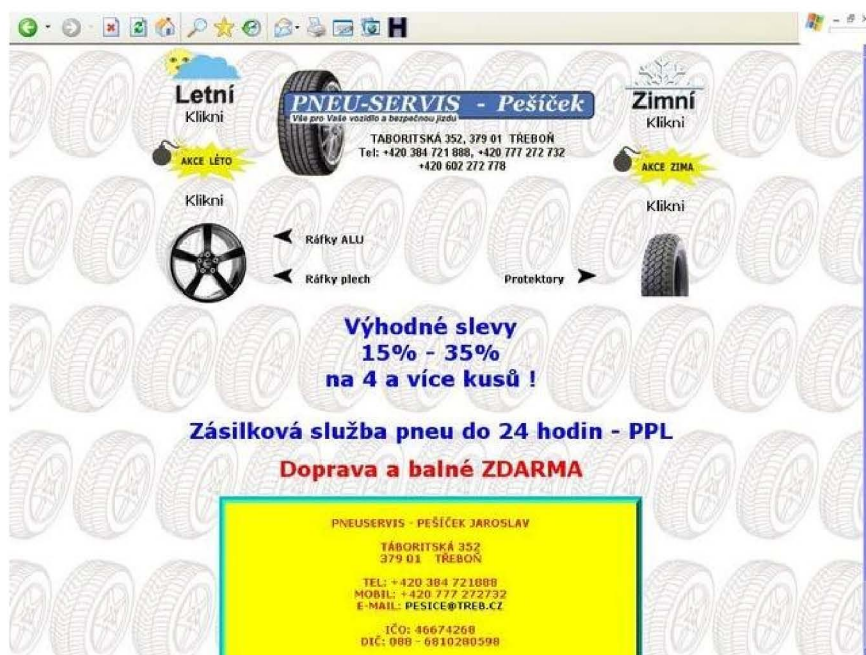 Letní
Klikni
AKCE LÉTO
Klikni
PNEU-SERVIS - Pešíček
Vše pro Vaše vozidlo a bezpečnou jízdu
TABORITSKÁ 352, 379 01 TŘEBOŇ
Tel: +420 384 721 888, +420 777 272 732
+420 602 272 778
Zimní
Klikni
AKCE ZIMA
Klikni
Ráfky ALU
Ráfky plech
Protektory
Výhodné slevy
15% - 35%
na 4 a více kusů !
Zásilková služba pneu do 24 hodin - PPL
Doprava a balné ZDARMA
PNEUSERVIS - PEŠÍČEK JAROSLAV
TÁBORITSKÁ 352
379 01 TŘEBOŇ
TEL: +420 384 721888
MOBIL: +420 777 272732
E-MAIL: PESICE@TREB.CZ
IČO: 46674268
DIČ: 088 - 6810280598